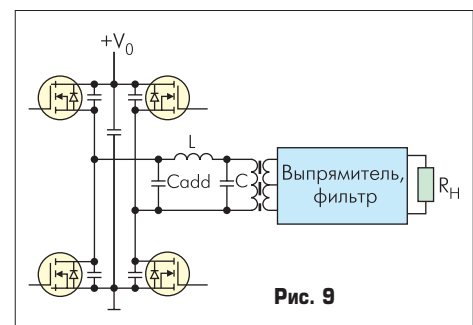 +V0
L
Cadd
C
Выпрямитель,
фильтр
RH
Рис. 9